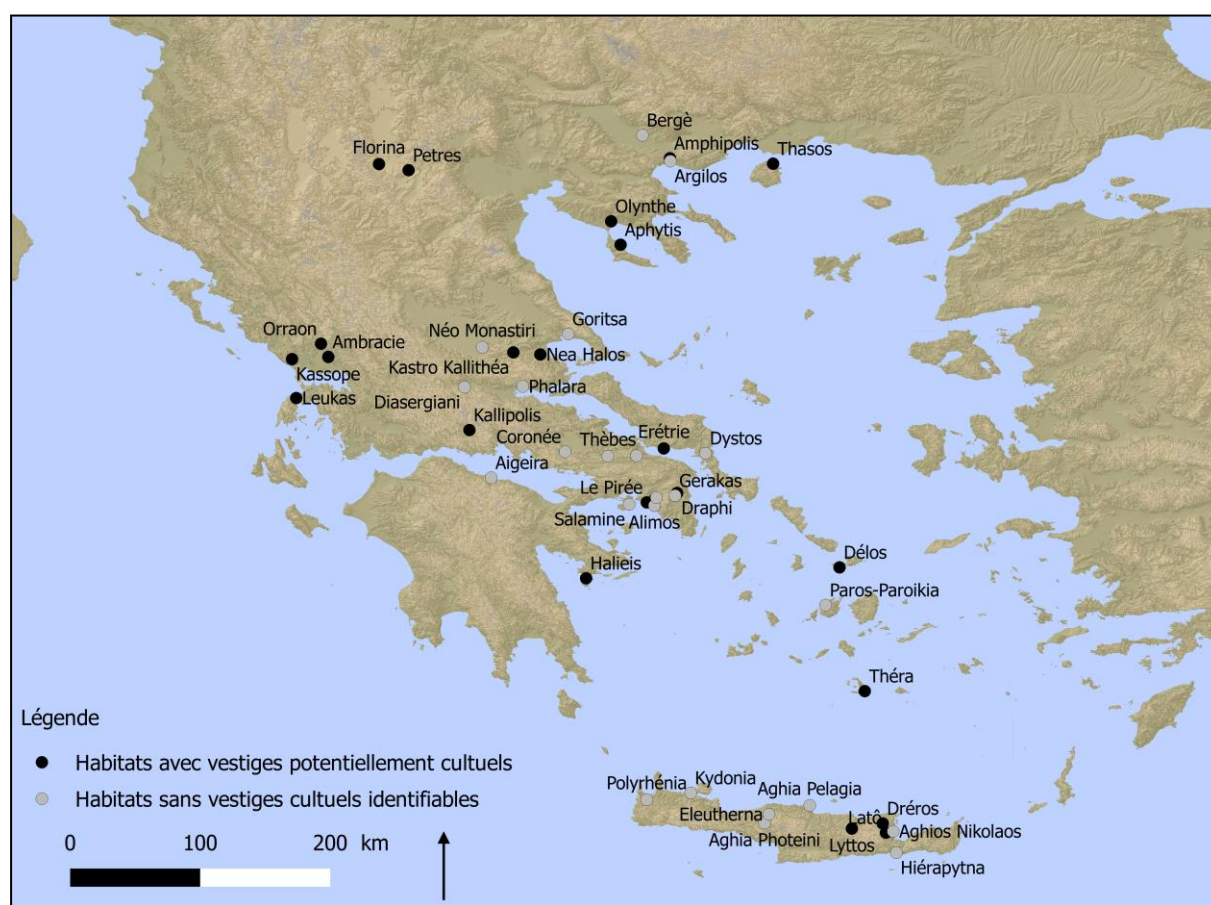 Bergè
Amphipolis
Thasos
Argilos
Florina
Petres
Olynthe
Aphytis
Goritsa
Orraon
Ambracie
Néo Monastiri
Nea Halos
Kassope
Kastro Kallithéa
Phalara
Leukas
Diasergiani
Kallipolis
Coronée
Thèbes
Erétrie
Dystos
Aigeira
Le Pirée
Gerakas
Draphi
Salamine
Alimos
Halieis
Délos
Paros-Paroikia
Théra
Légende
Habitats avec vestiges potentiellement cultuels
Habitats sans vestiges cultuels identifiables
0 100 200 km
Polyrhénia
Kydonia
Aghia Pelagia
Eleutherna
Latô
Dréros
Aghia Photeini
Lyttos
Aghios Nikolaos
Hiérapytna